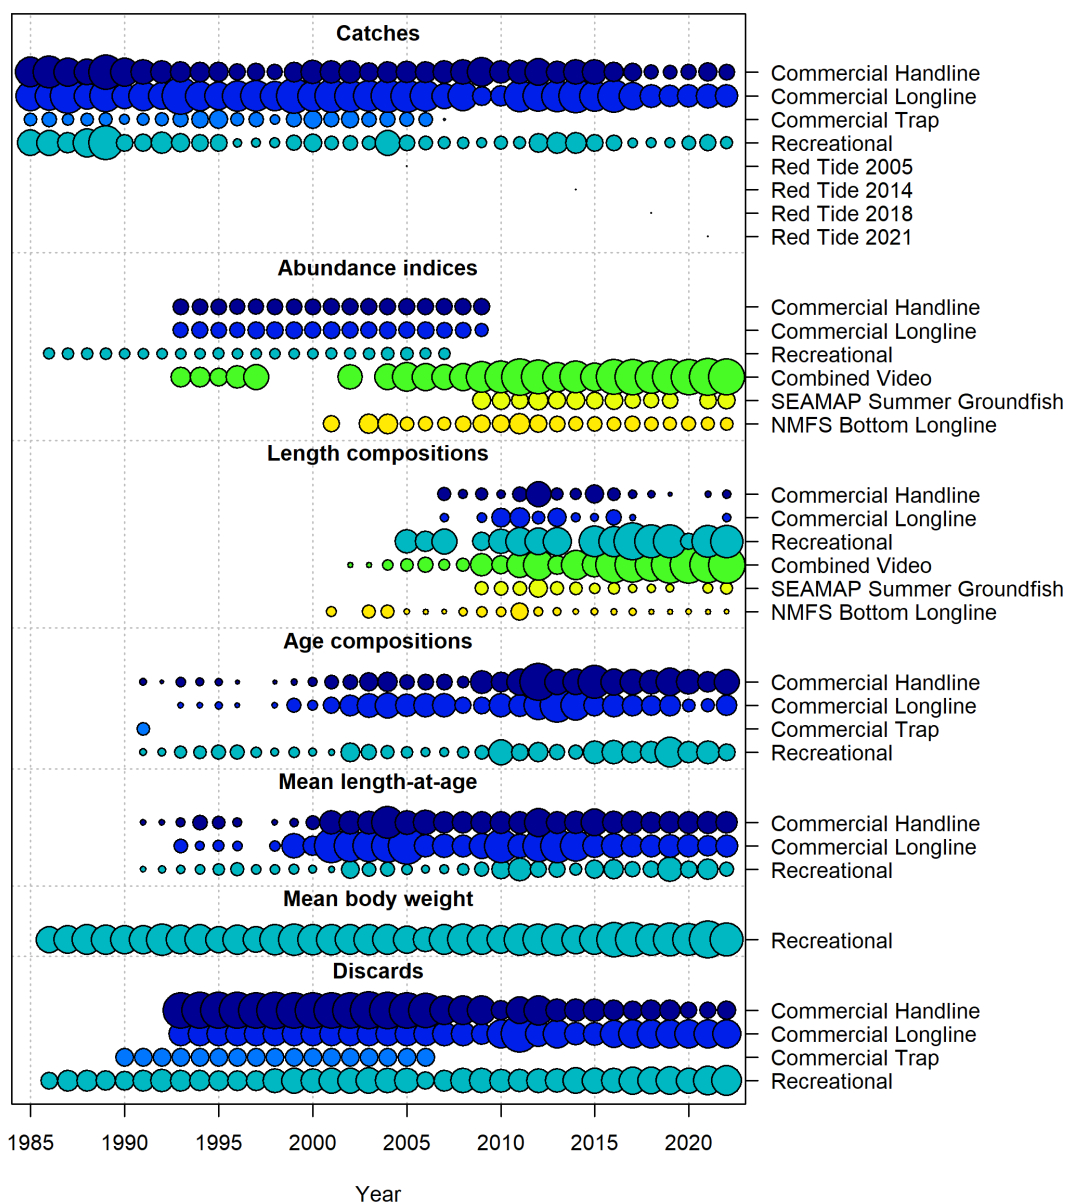 Catches
Commercial Handline
Commercial Longline
Commercial Trap
Recreational
Red Tide 2005
Red Tide 2014
Red Tide 2018
Red Tide 2021
Abundance indices
Commercial Handline
Commercial Longline
Recreational
Combined Video
SEAMAP Summer Groundfish
NMFS Bottom Longline
Length compositions
Commercial Handline
Commercial Longline
Recreational
Combined Video
SEAMAP Summer Groundfish
NMFS Bottom Longline
Age compositions
Commercial Handline
Commercial Longline
Commercial Trap
Recreational
Mean length-at-age
Commercial Handline
Commercial Longline
Recreational
Mean body weight
Recreational
Discards
Commercial Handline
Commercial Longline
Commercial Trap
Recreational
1985 1990 1995 2000 2005 2010 2015 2020
Year